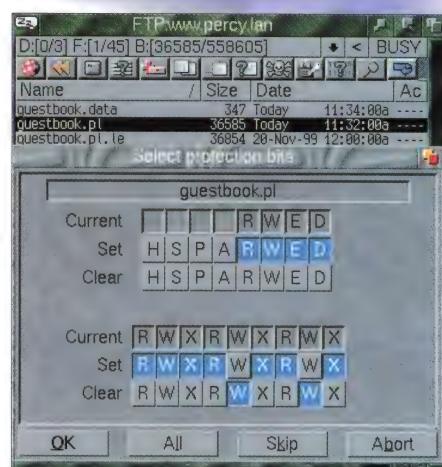 FTP:www.percy.lan
D:[0/3] F:[1/45] B:[36585/558605] < BUSY
Name / Size Date Ac
guestbook.data 347 Today 11:34:00a ----
guestbook.pl 36585 Today 11:32:00a ----
guestbook.pl.le 36854 20-Nov-99 12:00:00a ----
Select protection bits
guestbook.pl
Current R W E D
Set H S P A R W E D
Clear H S P A R W E D
Current R W X R W X R W X
Set R W X R W X R W X
Clear R W X R W X R W X
OK All Skip Abort